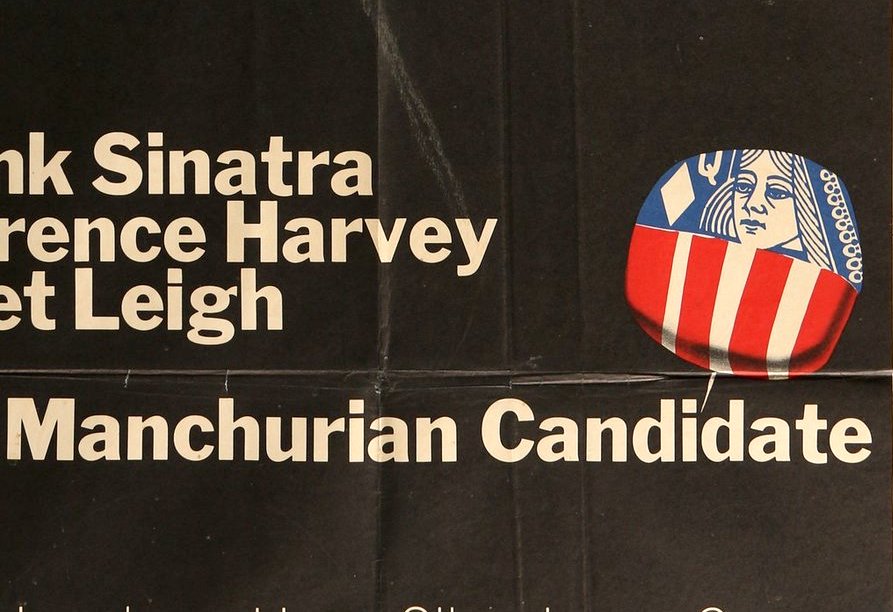 nk Sinatra
rence Harvey
et Leigh
Q
Manchurian Candidate